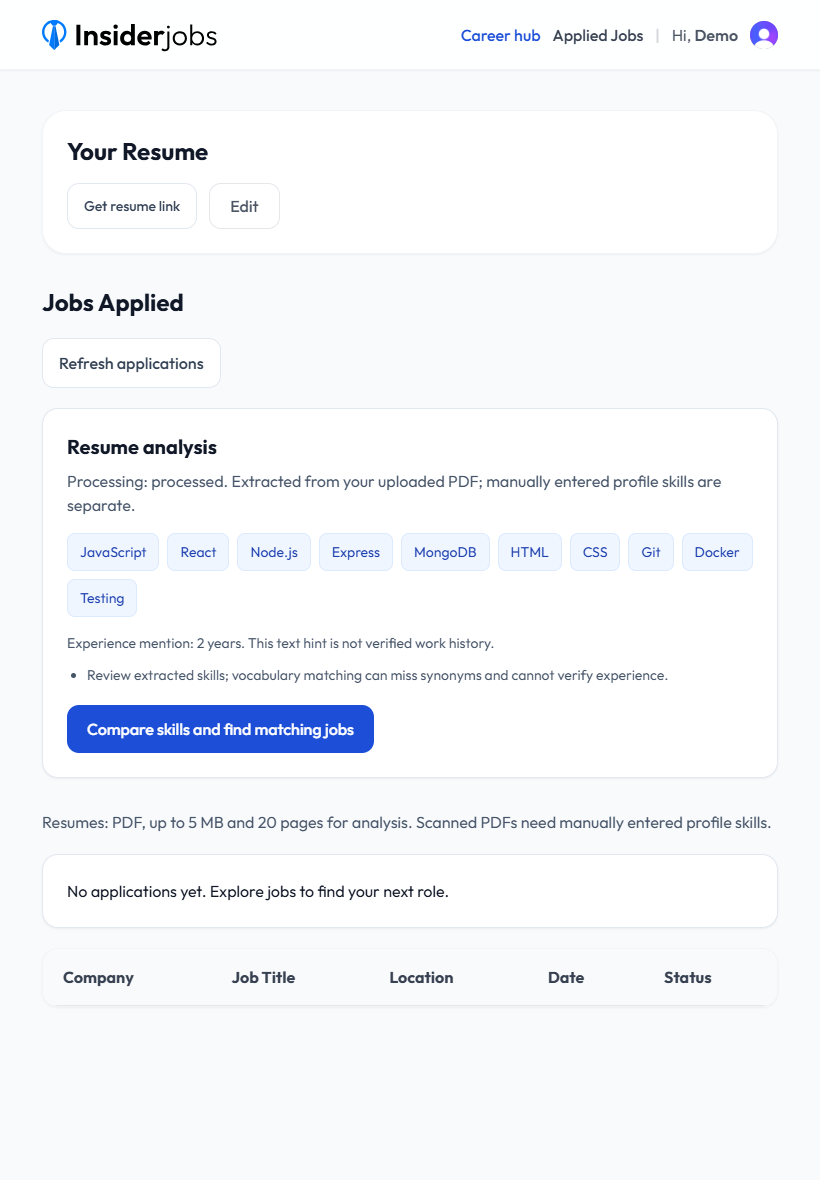 Insiderjobs
Career hub Applied Jobs | Hi, Demo
Your Resume
Get resume link Edit
Jobs Applied
Refresh applications
Resume analysis
Processing: processed. Extracted from your uploaded PDF; manually entered profile skills are
separate.
JavaScript React Node.js Express MongoDB HTML CSS Git Docker
Testing
Experience mention: 2 years. This text hint is not verified work history.
• Review extracted skills; vocabulary matching can miss synonyms and cannot verify experience.
Compare skills and find matching jobs
Resumes: PDF, up to 5 MB and 20 pages for analysis. Scanned PDFs need manually entered profile skills.
No applications yet. Explore jobs to find your next role.
Company Job Title Location Date Status